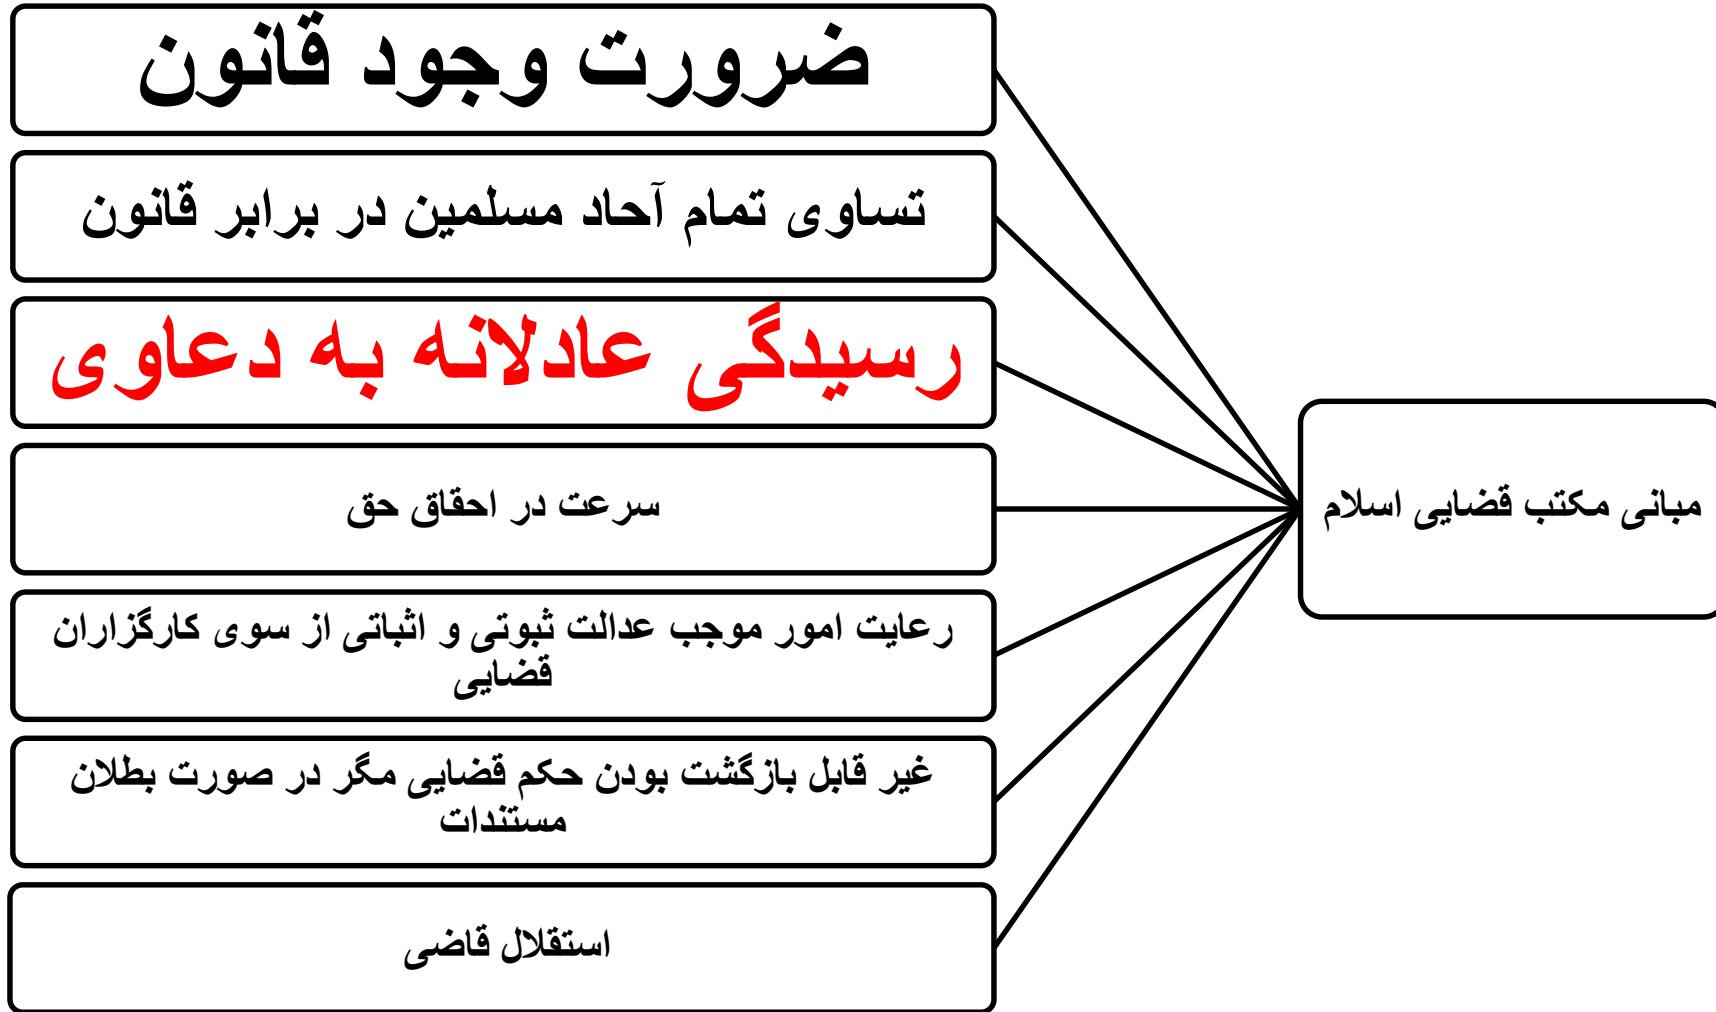 مبانی مکتب قضایی اسلام
ضرورت وجود قانون
تساوی تمام آحاد مسلمین در برابر قانون
رسیدگی عادلانه به دعاوی
سرعت در احقاق حق
رعایت امور موجب عدالت ثبوتی و اثباتی از سوی کارگزاران
قضایی
غیر قابل بازگشت بودن حکم قضایی مگر در صورت بطلان
مستندات
استقلال قاضی